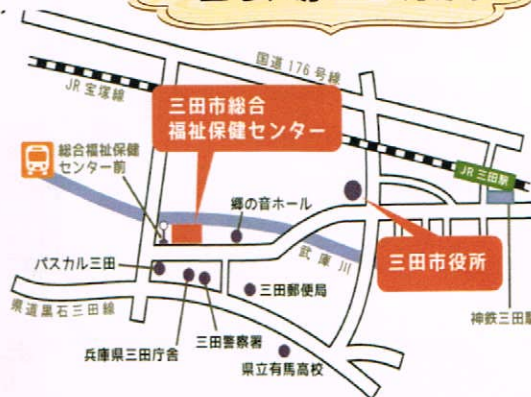 国道176号線
JR宝塚線
三田市総合
福祉保健センター
総合福祉保健
センター前
JR三田駅
郷の音ホール
武庫川
三田市役所
パスカル三田
三田郵便局
県道黒石三田線
神鉄三田駅
兵庫県三田庁舎
三田警察署
県立有馬高校